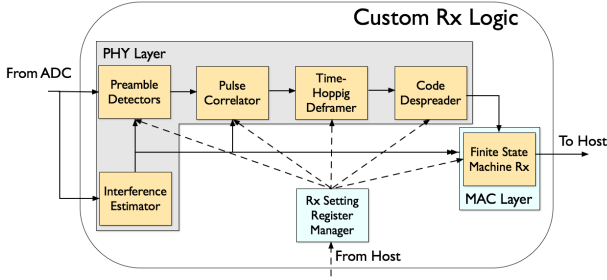 Custom Rx Logic
PHY Layer
From ADC
Preamble
Detectors
Pulse
Correlator
Time-
Hoppig
Deframer
Code
Despreader
To Host
Finite State
Machine Rx
MAC Layer
Interference
Estimator
Rx Setting
Register
Manager
From Host